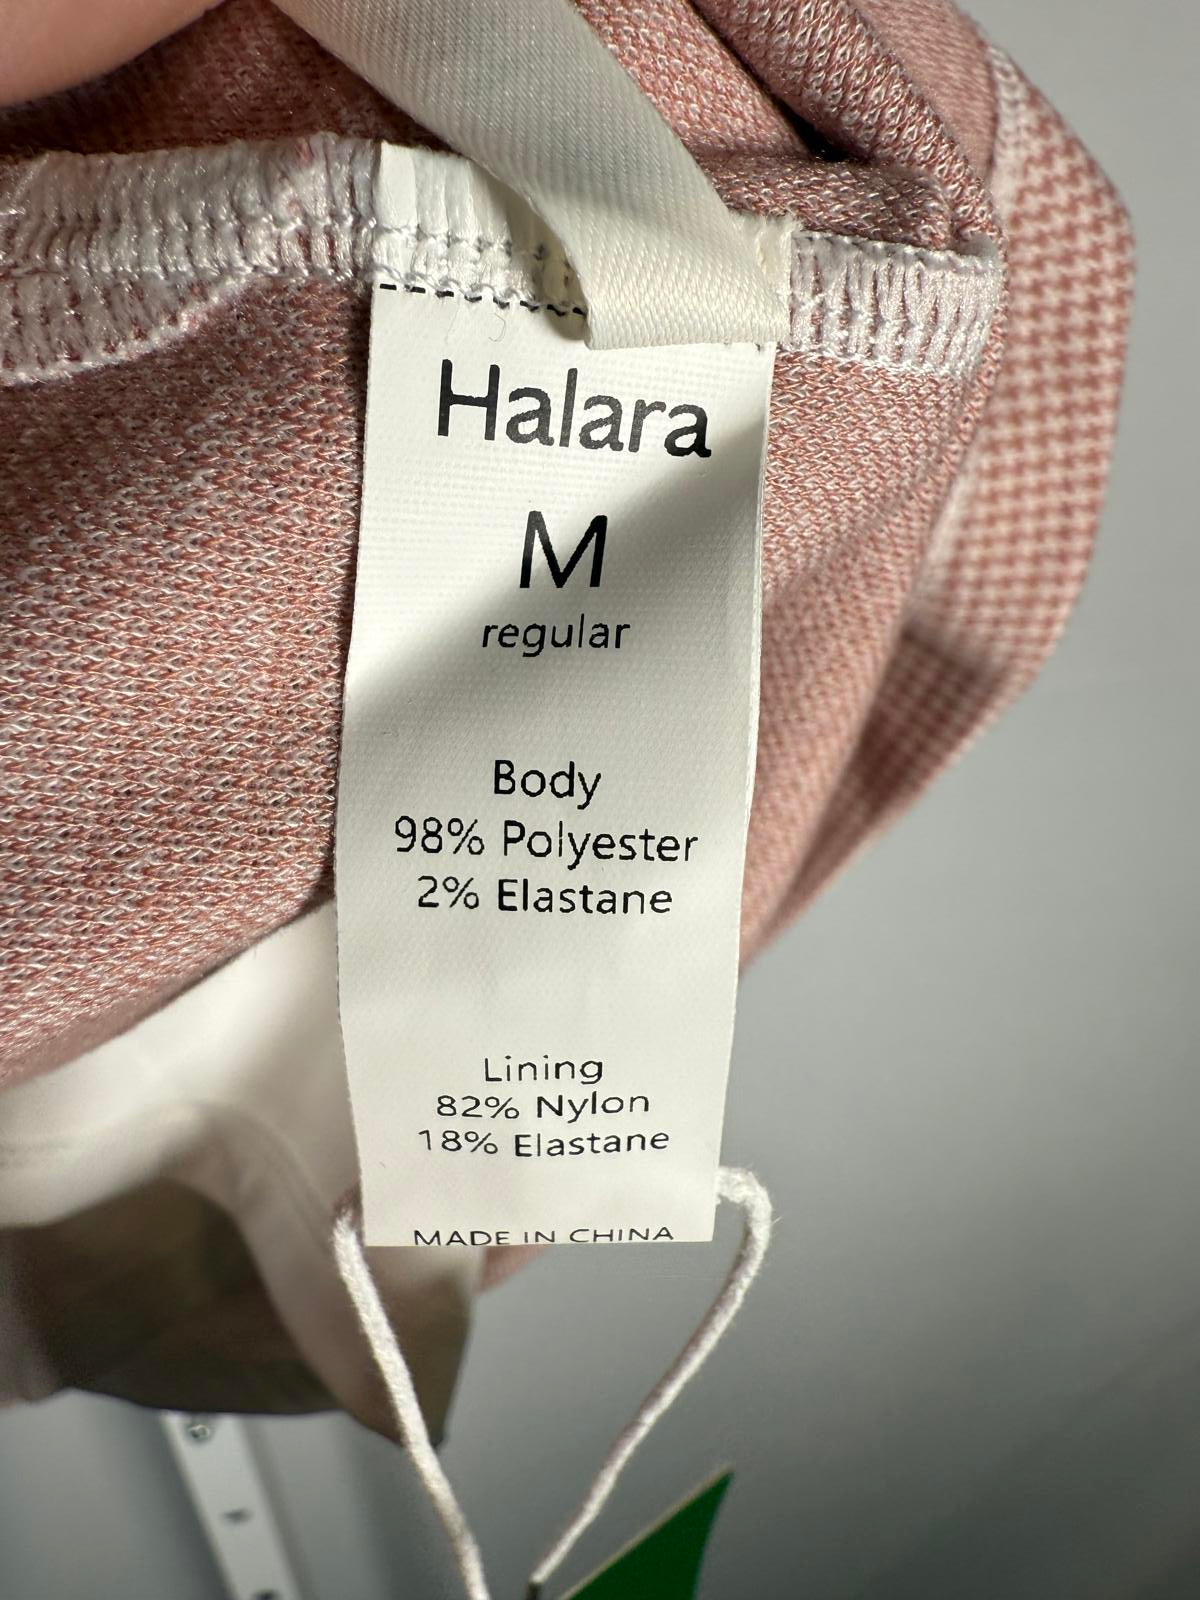 Halara
M
regular
Body
98% Polyester
2% Elastane
Lining
82% Nylon
18% Elastane
MADE IN CHINA